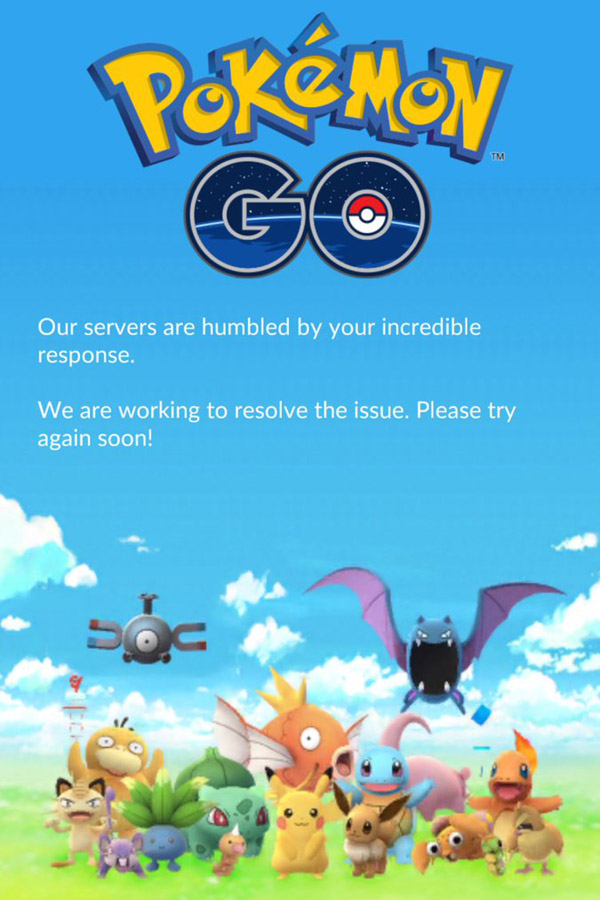 POKéMON
TM
GO
Our servers are humbled by your incredible
response.
We are working to resolve the issue. Please try
again soon!